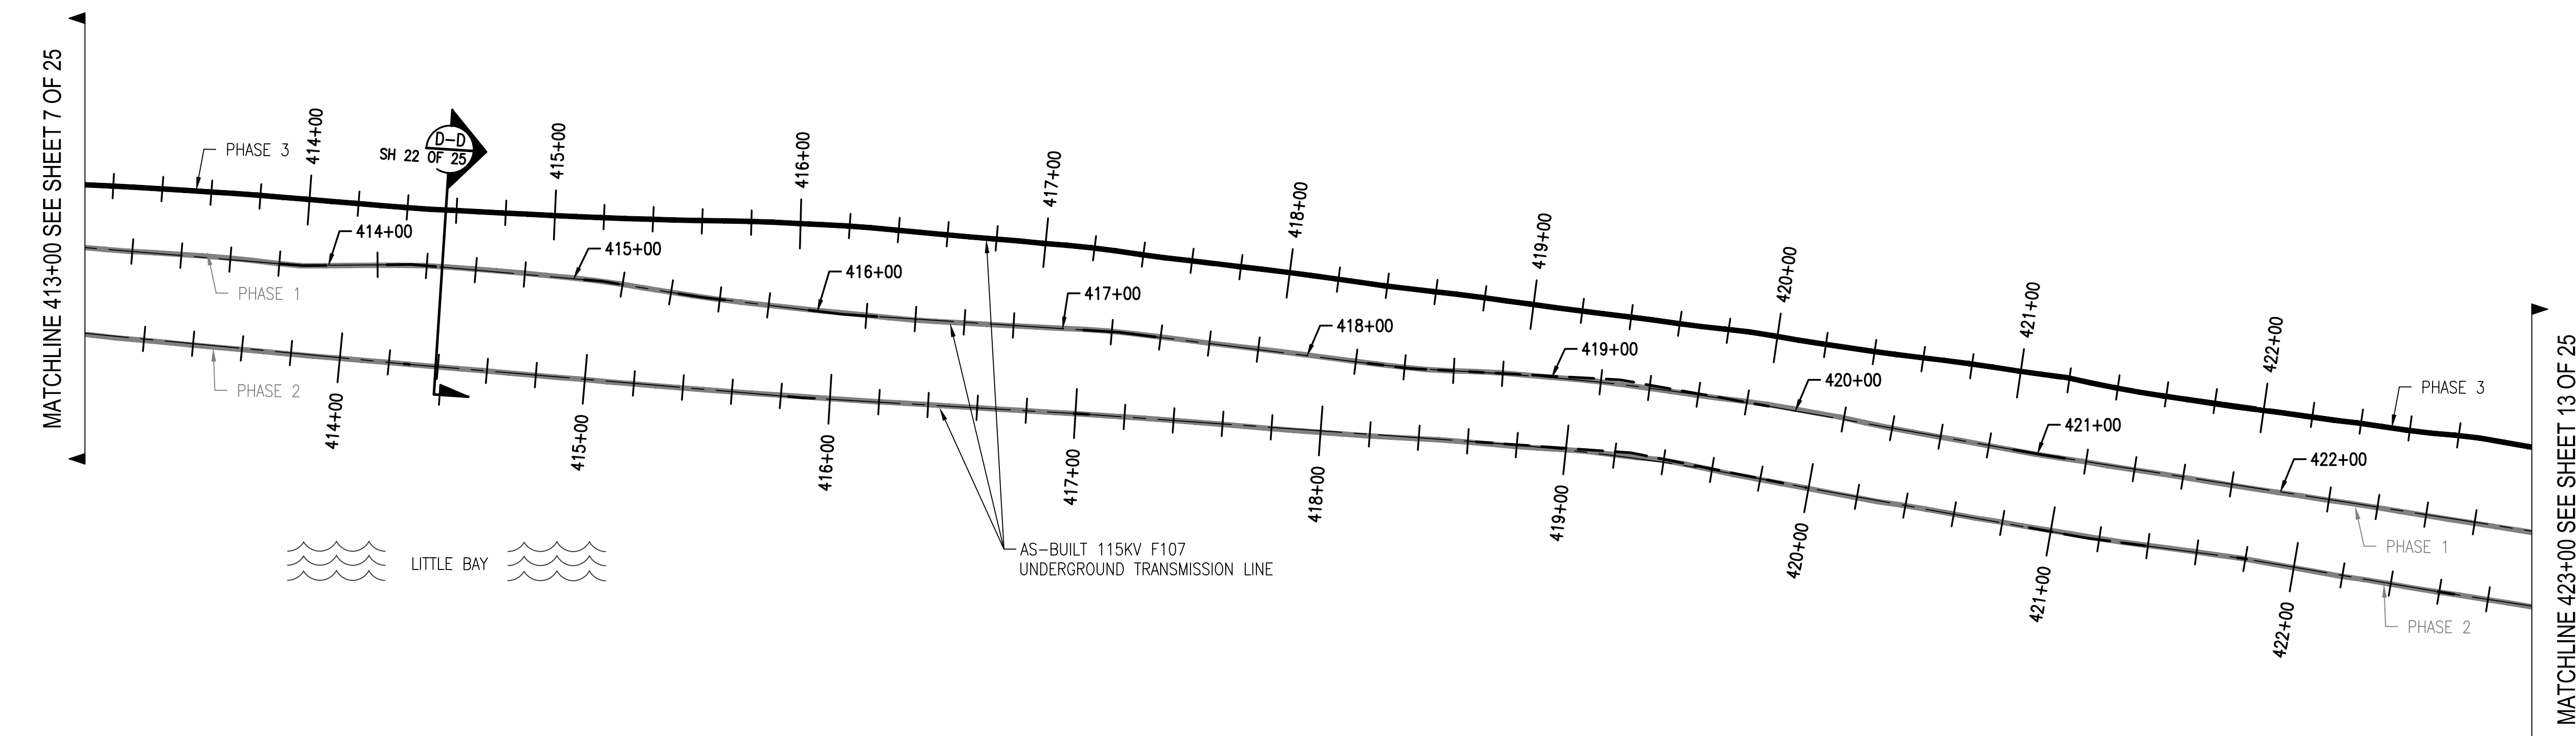 MATCHLINE 413+00 SEE SHEET 7 OF 25
PHASE 3
414+00
D-D
SH 22 OF 25
415+00
416+00
417+00
418+00
419+00
420+00
421+00
422+00
PHASE 3
PHASE 1
414+00
415+00
416+00
417+00
418+00
419+00
420+00
421+00
422+00
PHASE 1
PHASE 2
414+00
415+00
416+00
417+00
418+00
419+00
420+00
421+00
422+00
PHASE 2
LITTLE BAY
AS-BUILT 115KV F107
UNDERGROUND TRANSMISSION LINE
MATCHLINE 423+00 SEE SHEET 13 OF 25